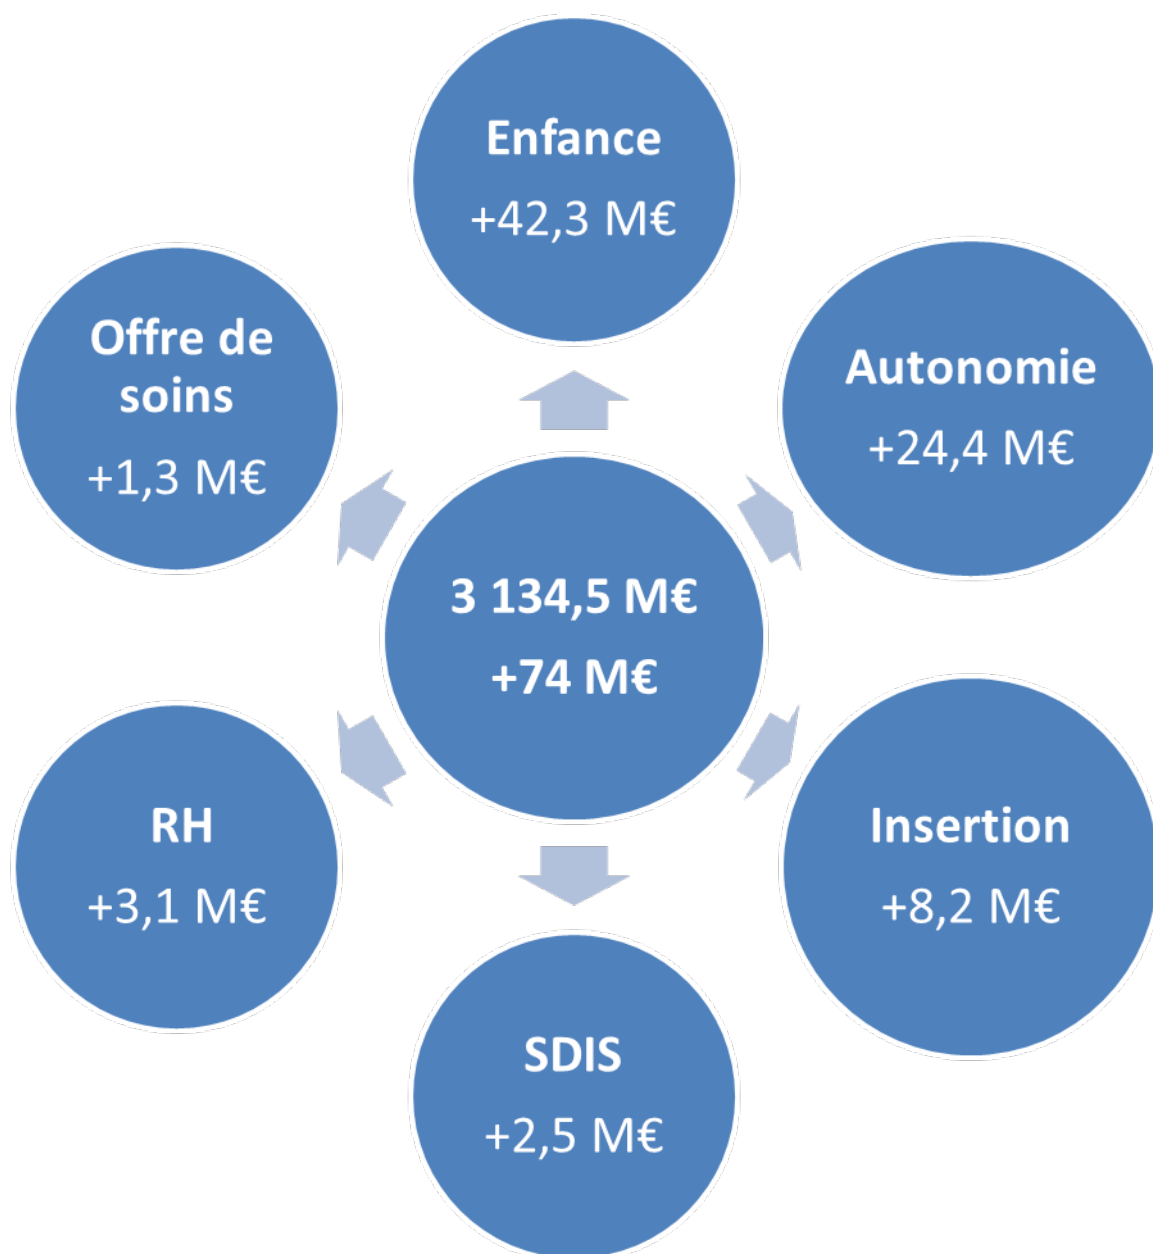 Enfance
+42,3 M€
Offre de
soins
+1,3 M€
Autonomie
+24,4 M€
3 134,5 M€
+74 M€
RH
+3,1 M€
Insertion
+8,2 M€
SDIS
+2,5 M€